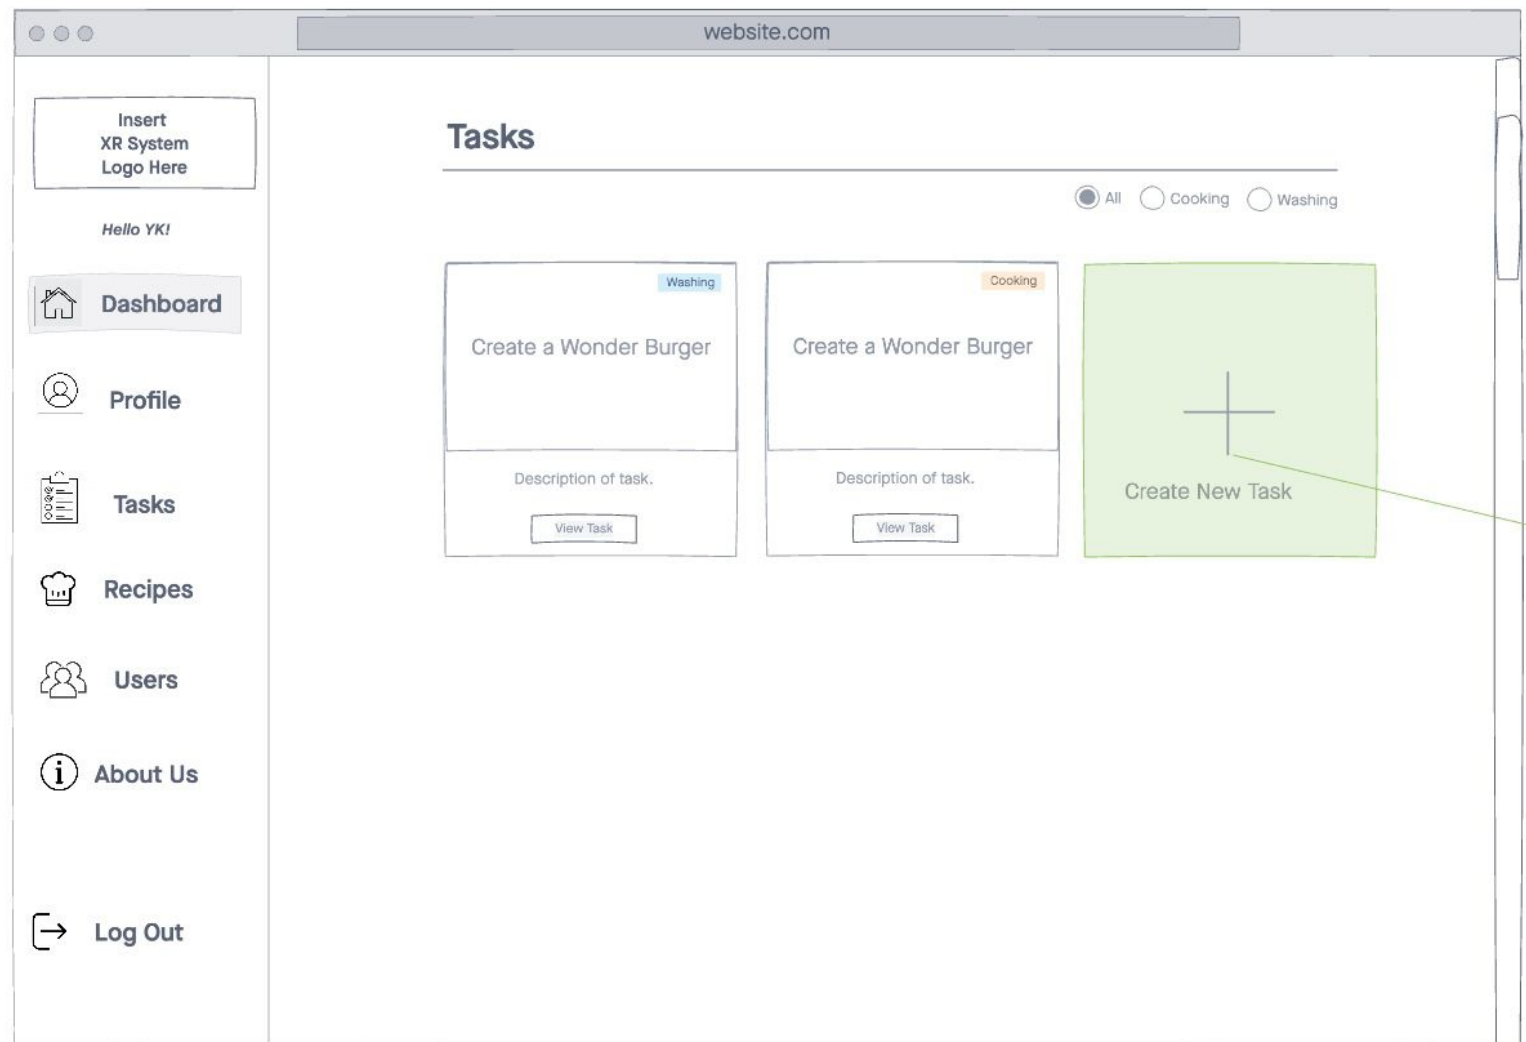 website.com
Insert
XR System
Logo Here
Hello YK!
Dashboard
Profile
Tasks
Recipes
Users
About Us
Log Out
Tasks
All
Cooking
Washing
Washing
Create a Wonder Burger
Description of task.
View Task
Cooking
Create a Wonder Burger
Description of task.
View Task
Create New Task